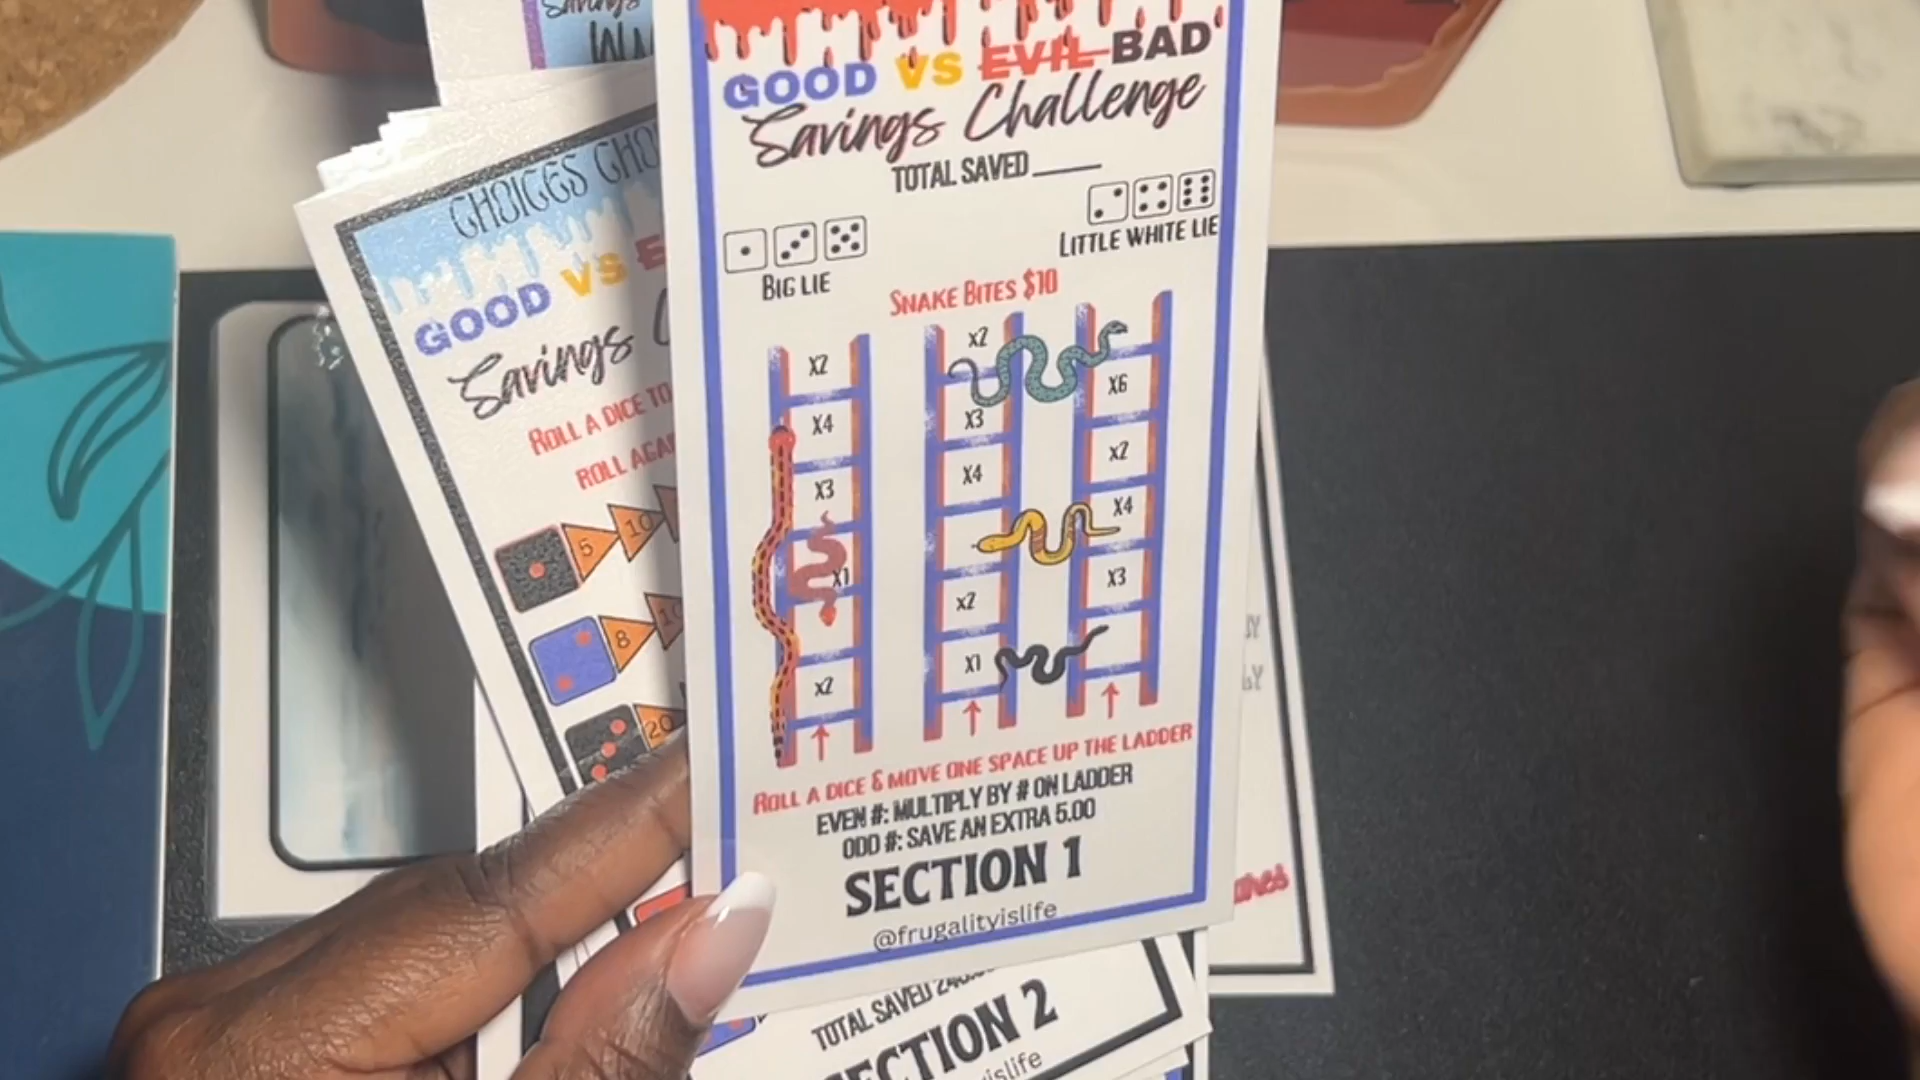 Savings
GOOD VS EVIL BAD
Savings Challenge
TOTAL SAVED
BIG LIE
LITTLE WHITE LIE
SNAKE BITES $10
X2
X4
X3
X1
X2
X2
X3
X4
X2
X1
X6
X2
X4
X3
ROLL A DICE & MOVE ONE SPACE UP THE LADDER
EVEN #: MULTIPLY BY # ON LADDER
ODD #: SAVE AN EXTRA 5.00
SECTION 1
@frugalityislife
CHOICES
GOOD VS
Savings
ROLL A DICE TO
ROLL
5 10
8
20
TOTAL SAVED
SECTION 2